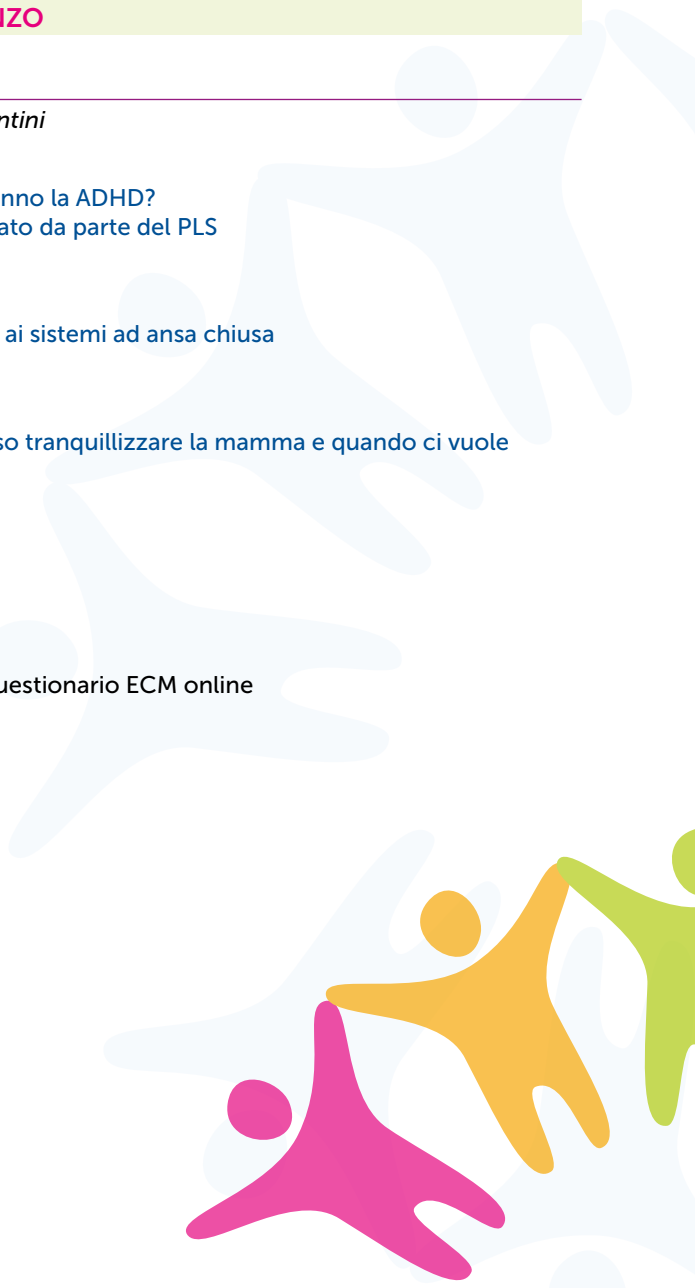 NZO
ntini
nno la ADHD?
ato da parte del PLS
ai sistemi ad ansa chiusa
so tranquillizzare la mamma e quando ci vuole
uestionario ECM online